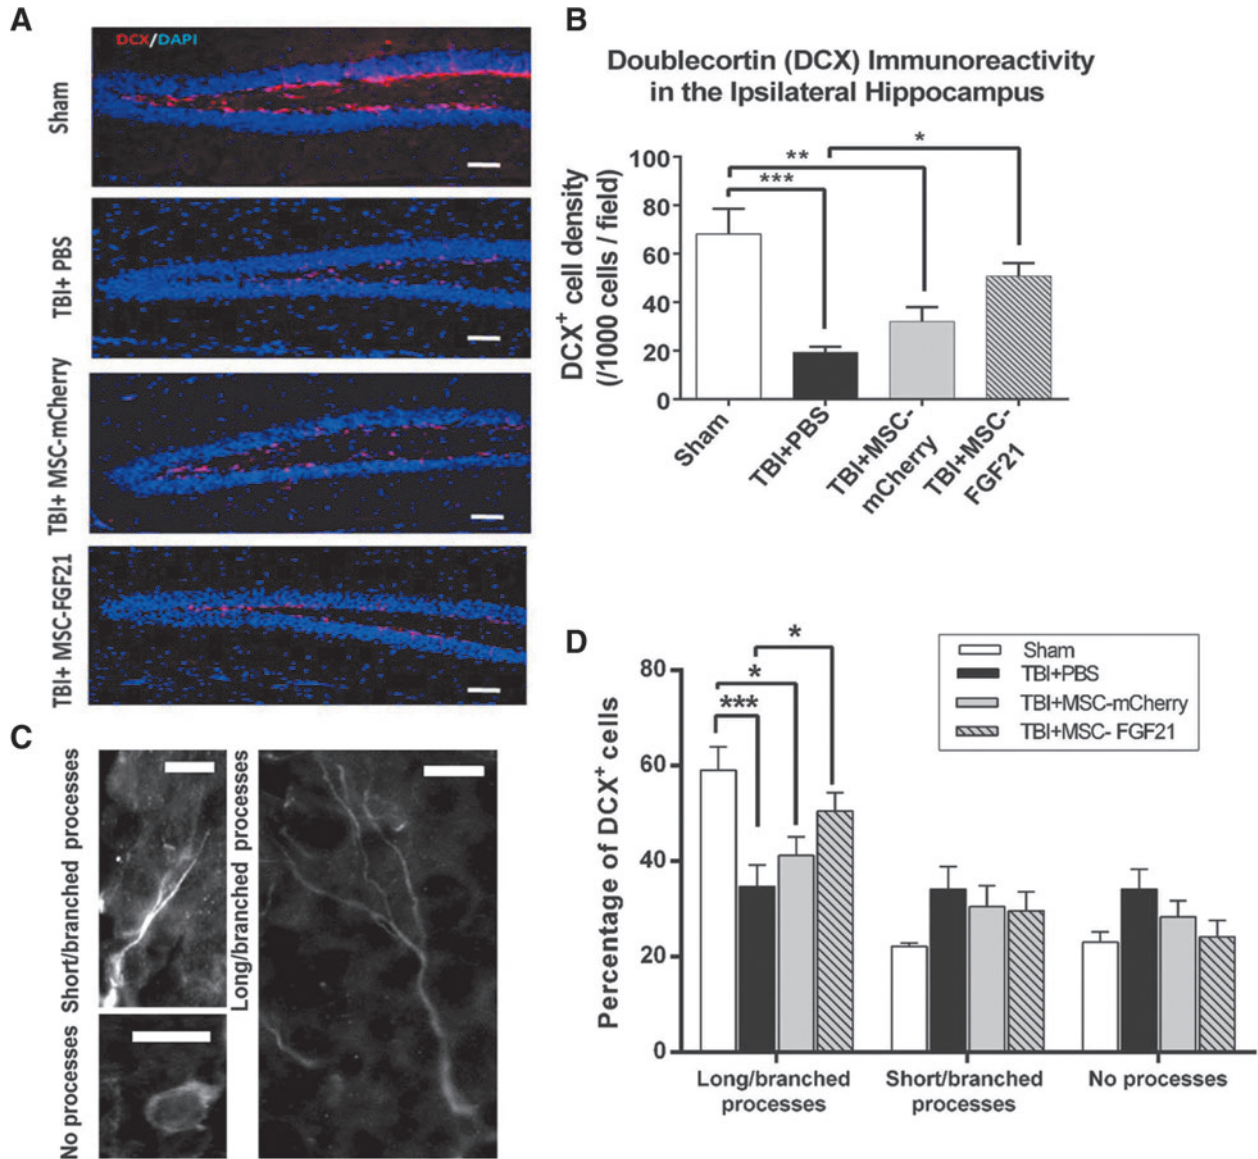 A
DCX/DAPI
Sham
TBI+ PBS
TBI+ MSC-mCherry
TBI+ MSC-FGF21
B
Doublecortin (DCX) Immunoreactivity
in the Ipsilateral Hippocampus
DCX+ cell density
(/1000 cells / field)
100
80
60
40
20
0
***
**
*
Sham
TBI+PBS
TBI+MSC-
mCherry
TBI+MSC-
FGF21
C
Short/branched processes
No processes
Long/branched processes
D
Sham
TBI+PBS
TBI+MSC-mCherry
TBI+MSC- FGF21
Percentage of DCX+ cells
80
60
40
20
0
***
*
*
Long/branched
processes
Short/branched
processes
No processes